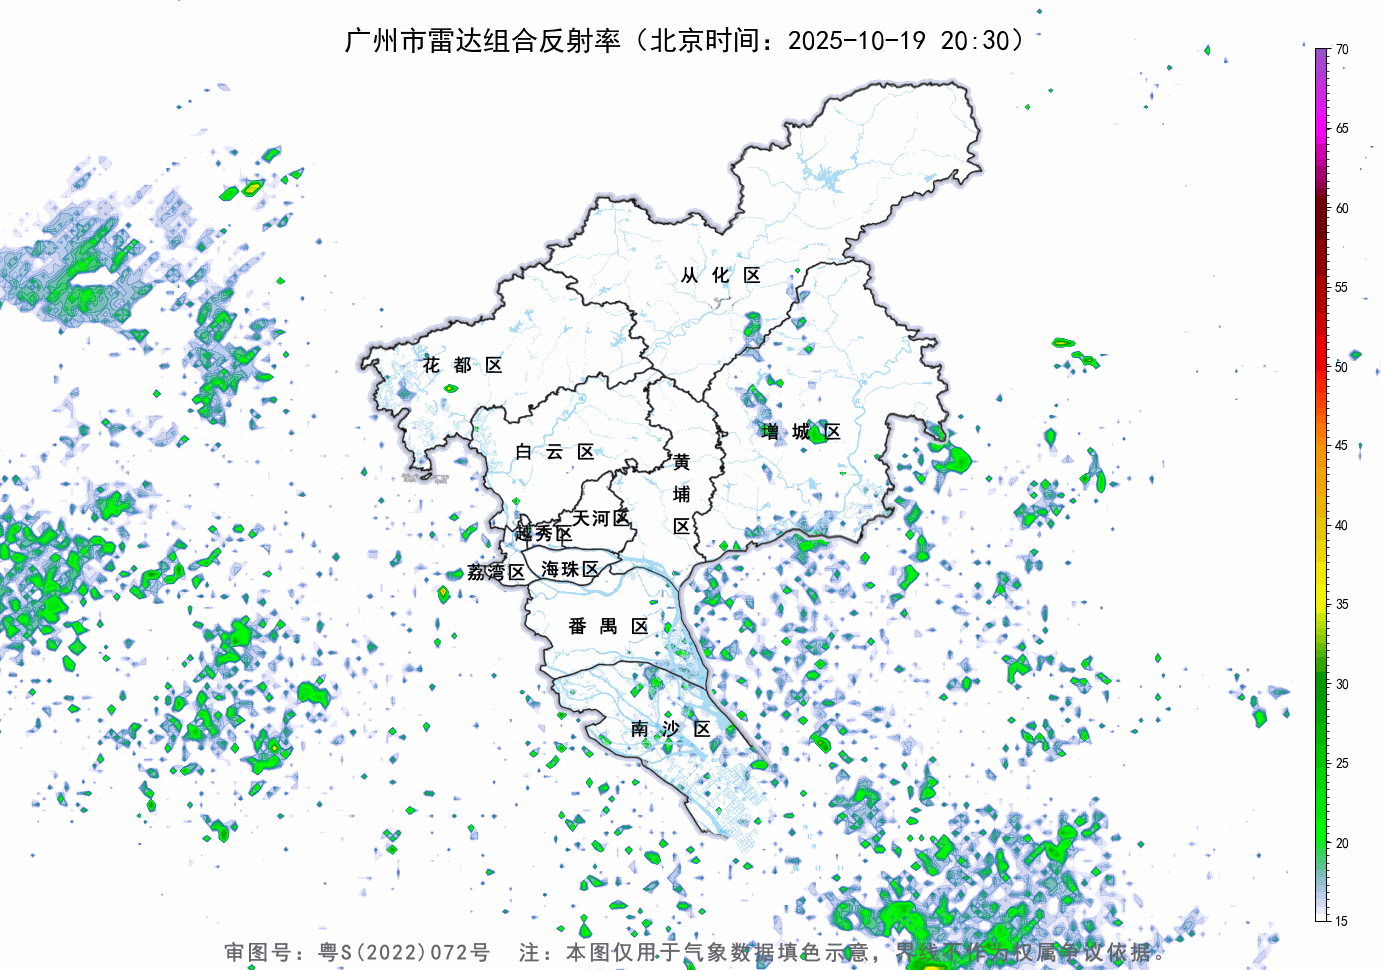 广州市雷达组合反射率（北京时间：2025-10-19 20:30）
70
65
60
55
50
45
40
35
30
25
20
15
从化区
花都区
增城区
白云区
黄埔区
天河区
越秀区
荔湾区
海珠区
番禺区
南沙区
审图号：粤S(2022)072号 注：本图仅用于气象数据填色示意，界线不作为权属争议依据。